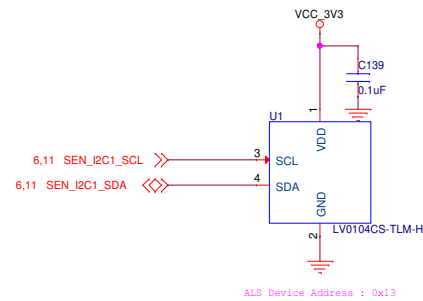 VCC_3V3
C139
0.1uF
U1
1
VDD
6,11 SEN_I2C1_SCL
3
SCL
6,11 SEN_I2C1_SDA
4
SDA
GND
2
LV0104CS-TLM-H
ALS Device Address : 0x13